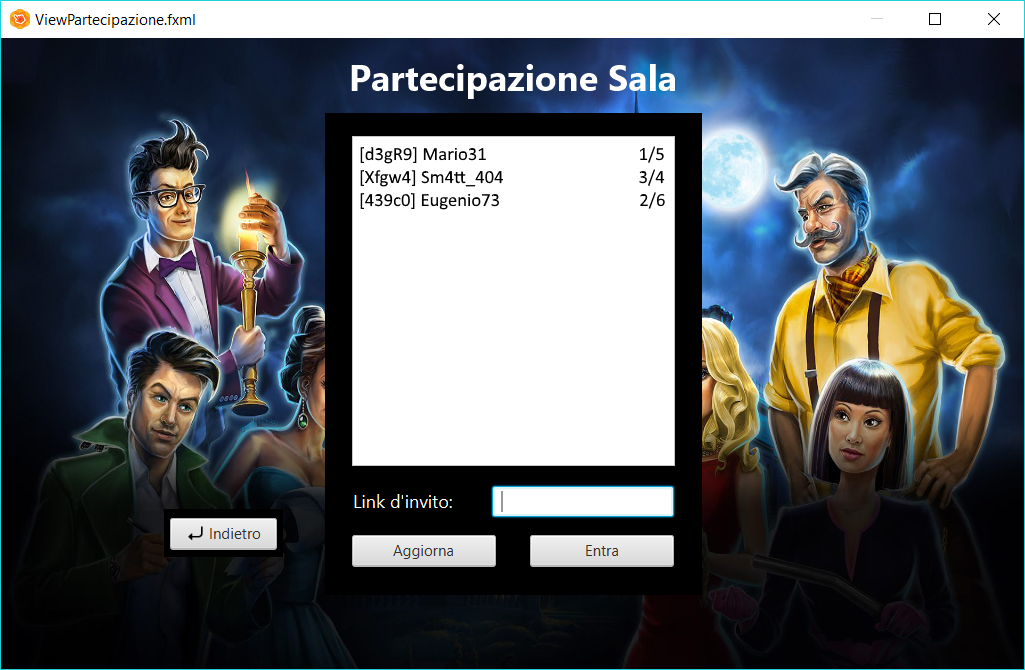 ViewPartecipazione.fxml
Partecipazione Sala
[d3gR9] Mario31 1/5
[Xfgw4] Sm4tt_404 3/4
[439c0] Eugenio73 2/6
Link d'invito:
Indietro
Aggiorna Entra